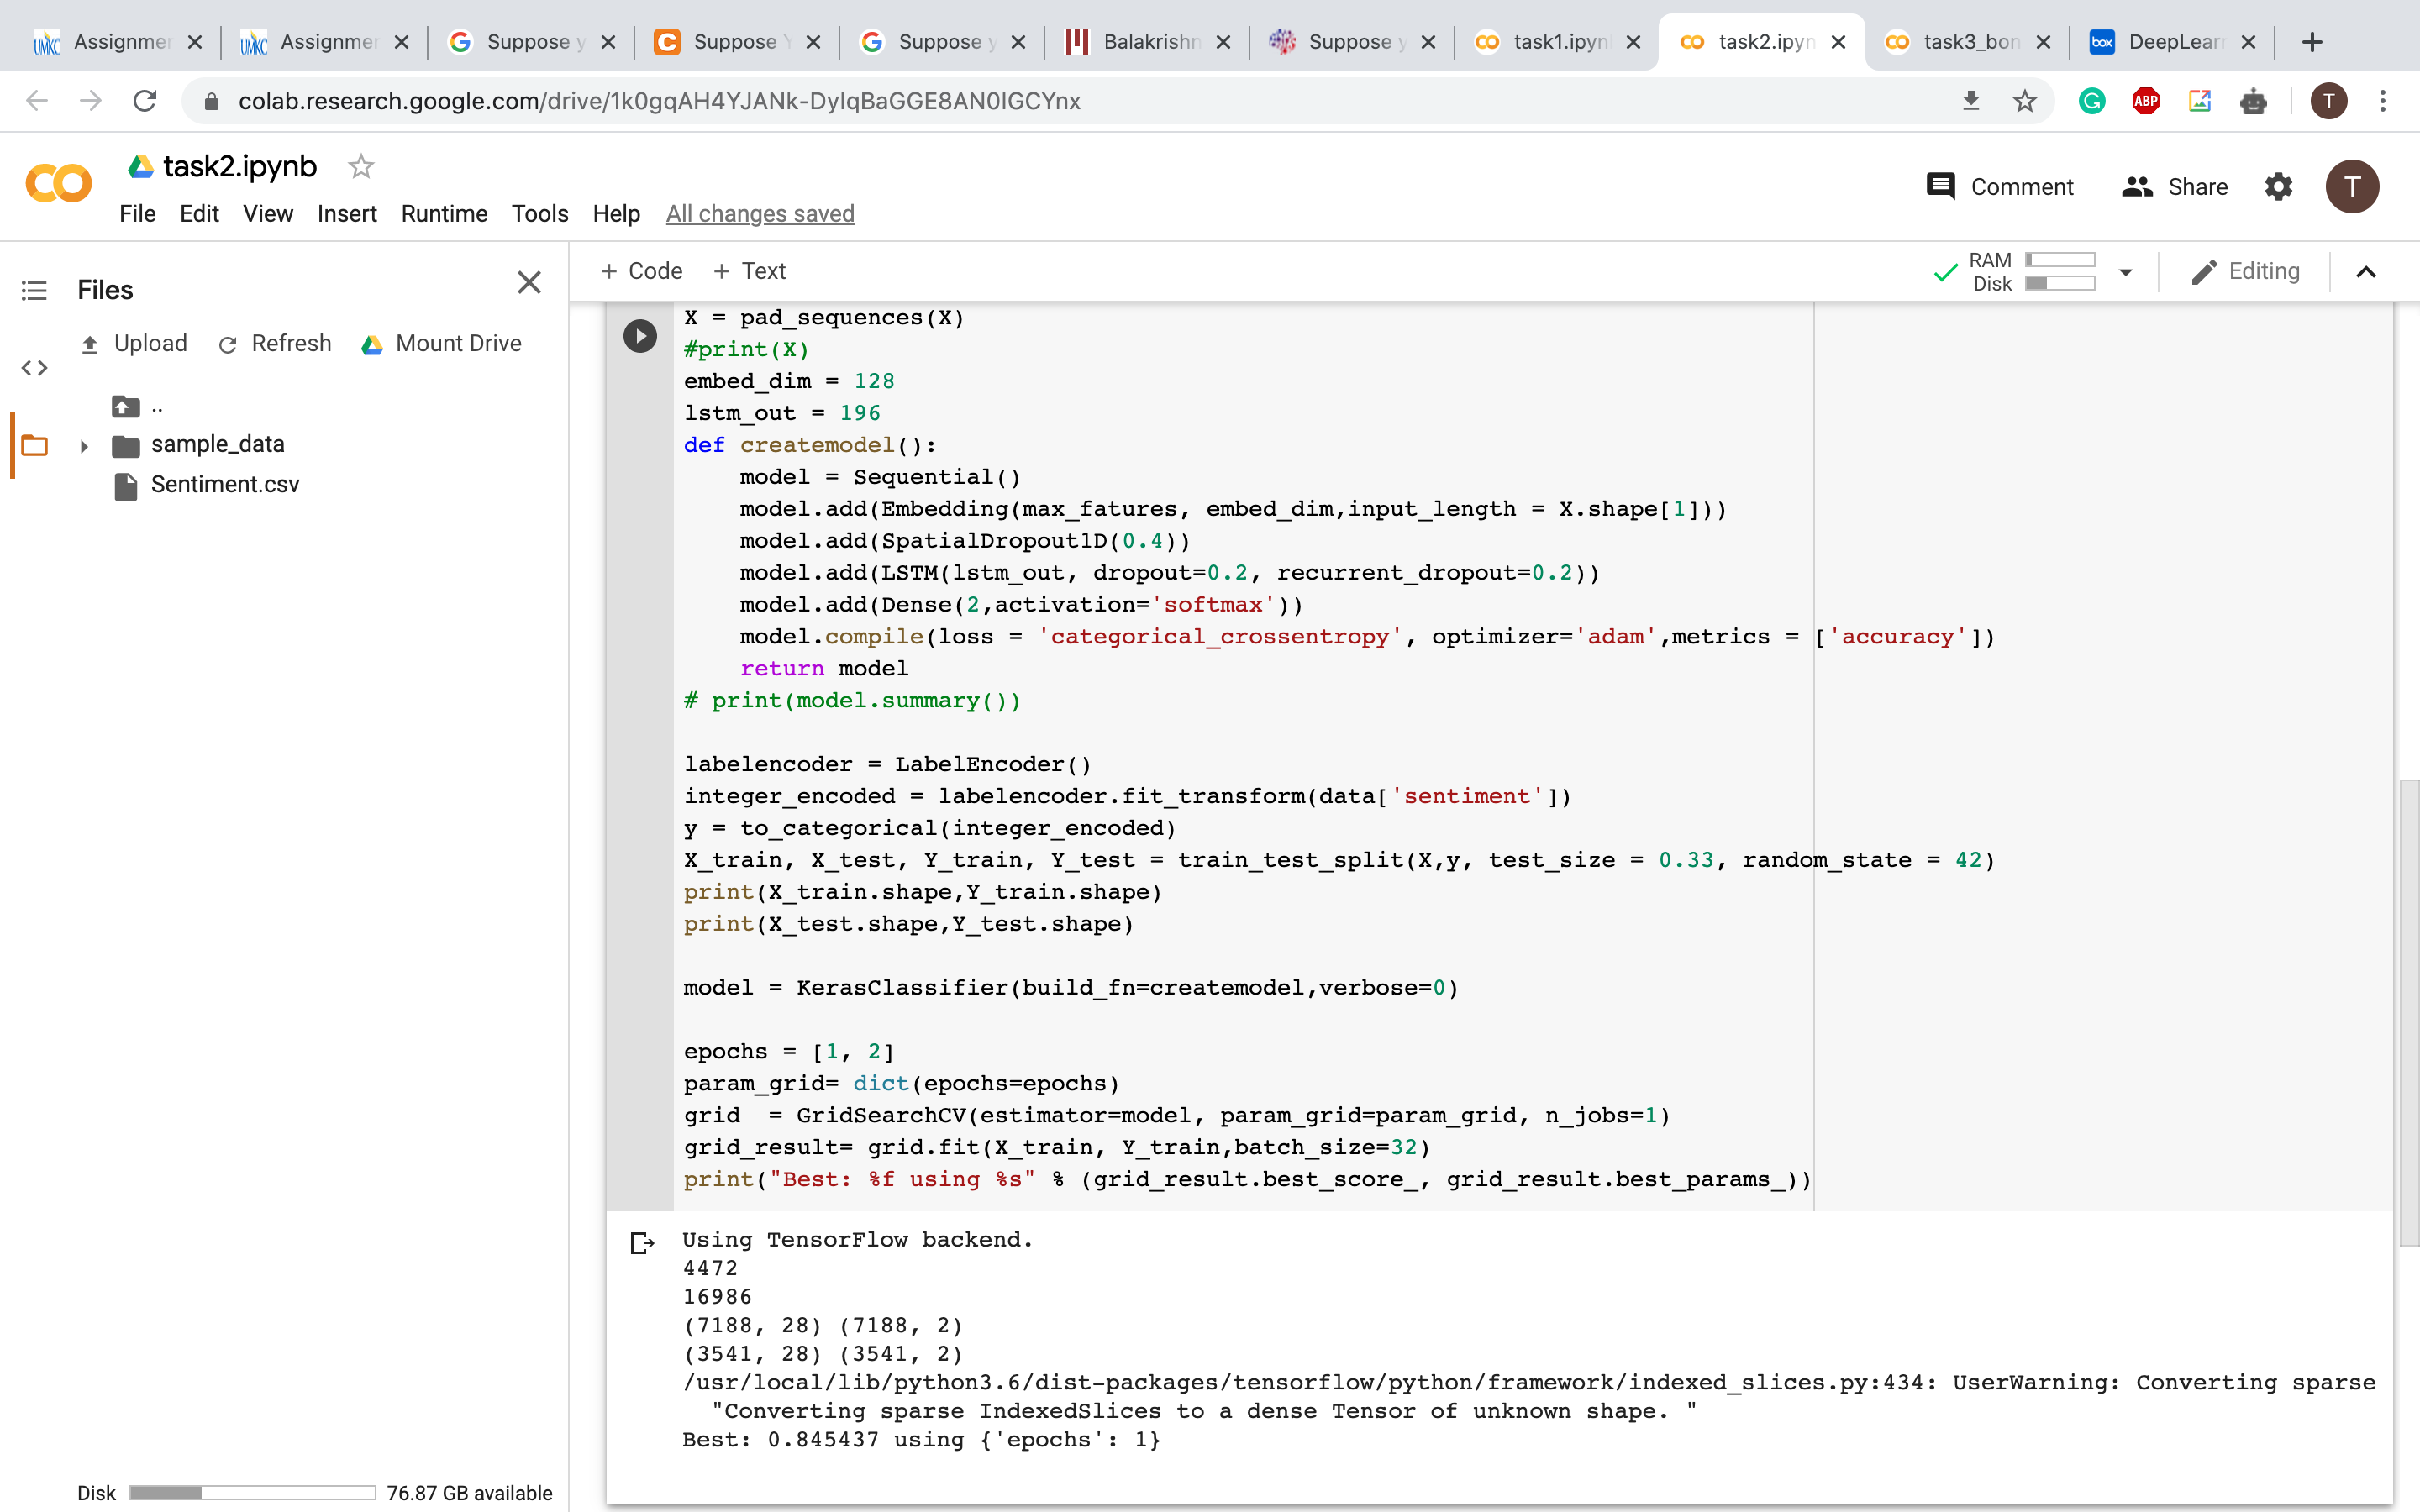 Assignmer
Assignmer
Suppose y
Suppose Y
Suppose y
Balakrishn
Suppose y
task1.ipyn
task2.ipyn
task3_bon
DeepLear
colab.research.google.com/drive/1k0gqAH4YJANk-DyIqBaGGE8AN0IGCYnx
ABP
T
task2.ipynb
Comment
Share
T
File Edit View Insert Runtime Tools Help All changes saved
Files
+ Code + Text
RAM
Disk
Editing
Upload Refresh Mount Drive
..
sample_data
Sentiment.csv
X = pad_sequences(X)
#print(X)
embed_dim = 128
lstm_out = 196
def createmodel():
    model = Sequential()
    model.add(Embedding(max_fatures, embed_dim,input_length = X.shape[1]))
    model.add(SpatialDropout1D(0.4))
    model.add(LSTM(lstm_out, dropout=0.2, recurrent_dropout=0.2))
    model.add(Dense(2,activation='softmax'))
    model.compile(loss = 'categorical_crossentropy', optimizer='adam',metrics = ['accuracy'])
    return model
# print(model.summary())
labelencoder = LabelEncoder()
integer_encoded = labelencoder.fit_transform(data['sentiment'])
y = to_categorical(integer_encoded)
X_train, X_test, Y_train, Y_test = train_test_split(X,y, test_size = 0.33, random_state = 42)
print(X_train.shape,Y_train.shape)
print(X_test.shape,Y_test.shape)
model = KerasClassifier(build_fn=createmodel,verbose=0)
epochs = [1, 2]
param_grid= dict(epochs=epochs)
grid  = GridSearchCV(estimator=model, param_grid=param_grid, n_jobs=1)
grid_result= grid.fit(X_train, Y_train,batch_size=32)
print("Best: %f using %s" % (grid_result.best_score_, grid_result.best_params_))
Using TensorFlow backend.
4472
16986
(7188, 28) (7188, 2)
(3541, 28) (3541, 2)
/usr/local/lib/python3.6/dist-packages/tensorflow/python/framework/indexed_slices.py:434: UserWarning: Converting sparse
  "Converting sparse IndexedSlices to a dense Tensor of unknown shape. "
Best: 0.845437 using {'epochs': 1}
Disk 76.87 GB available